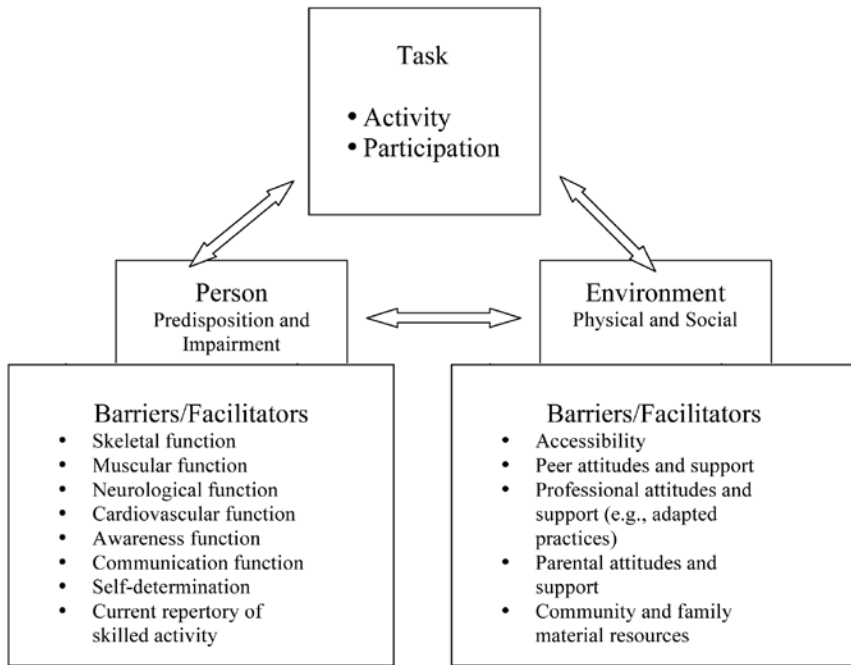 Task
• Activity
• Participation
Person
Predisposition and
Impairment
Environment
Physical and Social
Barriers/Facilitators
• Skeletal function
• Muscular function
• Neurological function
• Cardiovascular function
• Awareness function
• Communication function
• Self-determination
• Current repertory of
skilled activity
Barriers/Facilitators
• Accessibility
• Peer attitudes and support
• Professional attitudes and
support (e.g., adapted
practices)
• Parental attitudes and
support
• Community and family
material resources